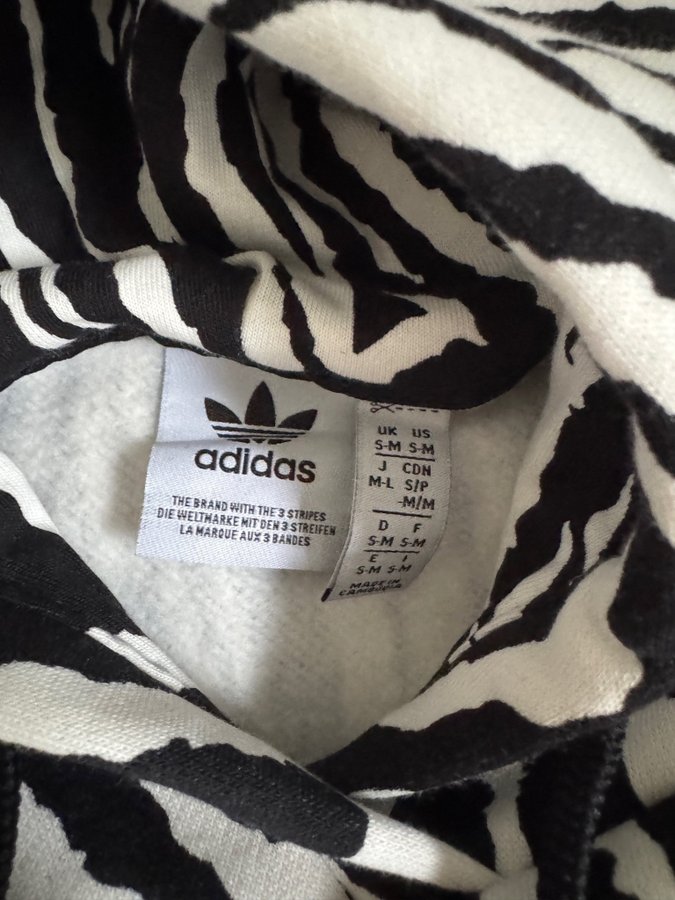 adidas
THE BRAND WITH THE 3 STRIPES
DIE WELTMARKE MIT DEN 3 STREIFEN
LA MARQUE AUX 3 BANDES
UK US
S-M S-M
J CDN
M-L S/P
-M/M
D F
S-M S-M
E I
S-M S-M
MADE IN
CAMBODIA